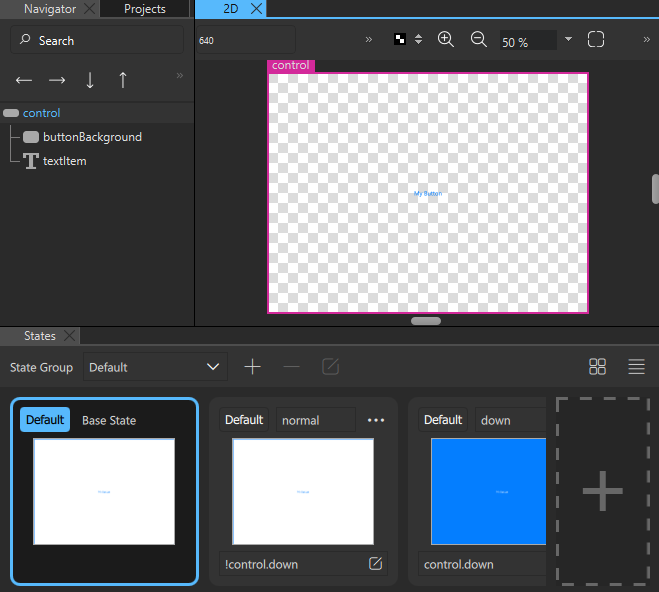 Navigator
Projects
2D
Search
640
50 %
control
control
buttonBackground
textItem
My Button
States
State Group
Default
Default
Base State
Default
normal
Default
down
!control.down
control.down